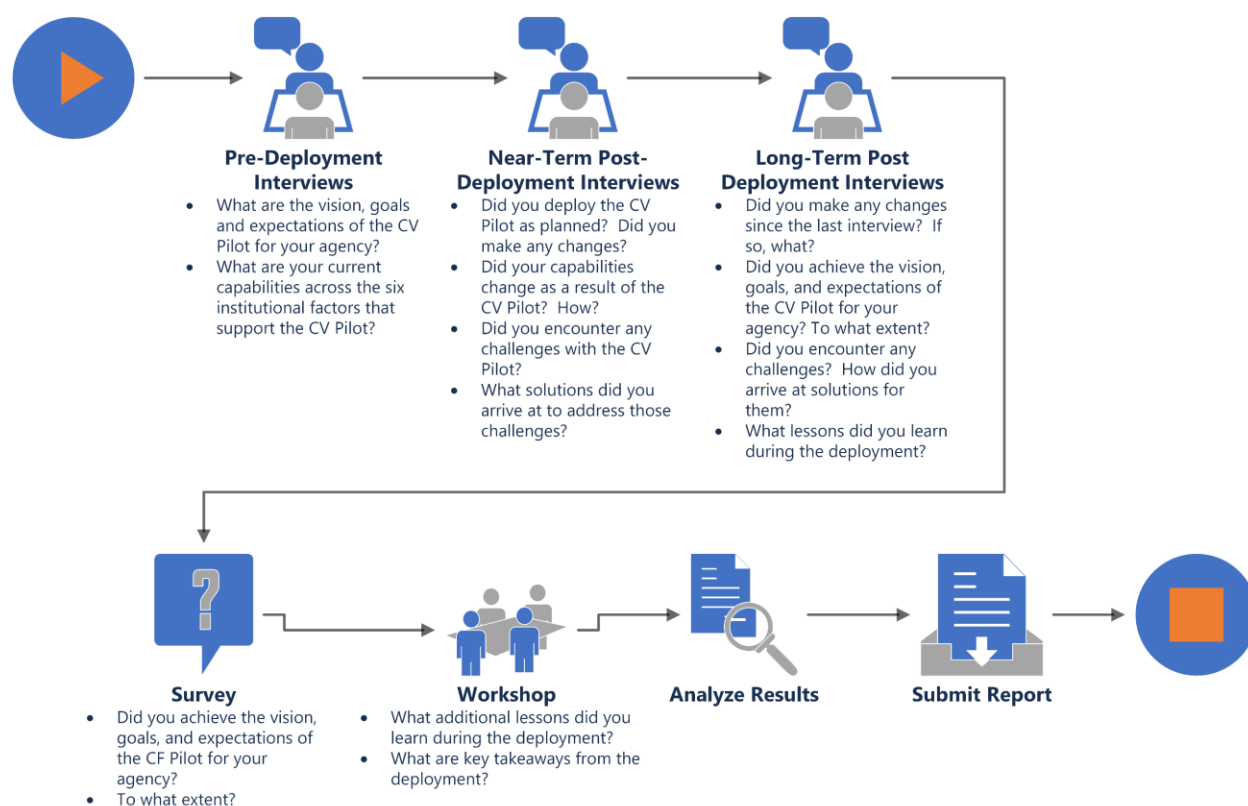 Pre-Deployment
Interviews
• What are the vision, goals
and expectations of the CV
Pilot for your agency?
• What are your current
capabilities across the six
institutional factors that
support the CV Pilot?
Near-Term Post-
Deployment Interviews
• Did you deploy the CV
Pilot as planned?  Did you
make any changes?
• Did your capabilities
change as a result of the
CV Pilot?  How?
• Did you encounter any
challenges with the CV
Pilot?
• What solutions did you
arrive at to address those
challenges?
Long-Term Post
Deployment Interviews
• Did you make any changes
since the last interview?  If
so, what?
• Did you achieve the vision,
goals, and expectations of
the CV Pilot for your
agency? To what extent?
• Did you encounter any
challenges?  How did you
arrive at solutions for
them?
• What lessons did you learn
during the deployment?
?
Survey
• Did you achieve the vision,
goals, and expectations of
the CF Pilot for your
agency?
• To what extent?
Workshop
• What additional lessons did you
learn during the deployment?
• What are key takeaways from the
deployment?
Analyze Results
Submit Report